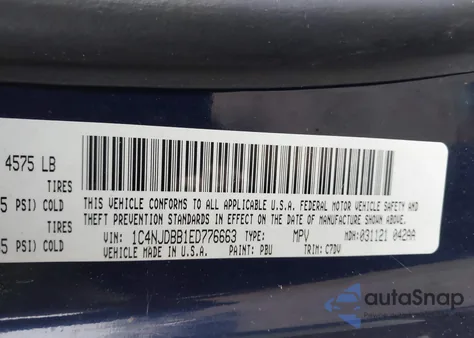 4575 LB
TIRES
5 PSI) COLD
TIRES
5 PSI) COLD
THIS VEHICLE CONFORMS TO ALL APPLICABLE U.S.A. FEDERAL MOTOR VEHICLE SAFETY AND
THEFT PREVENTION STANDARDS IN EFFECT ON THE DATE OF MANUFACTURE SHOWN ABOVE.
VIN: 1C4NJDBB1ED776663 TYPE: MPV MDH: 031121 042AA
VEHICLE MADE IN U.S.A. PAINT: PBU TRIM: C7DV
autoSnap